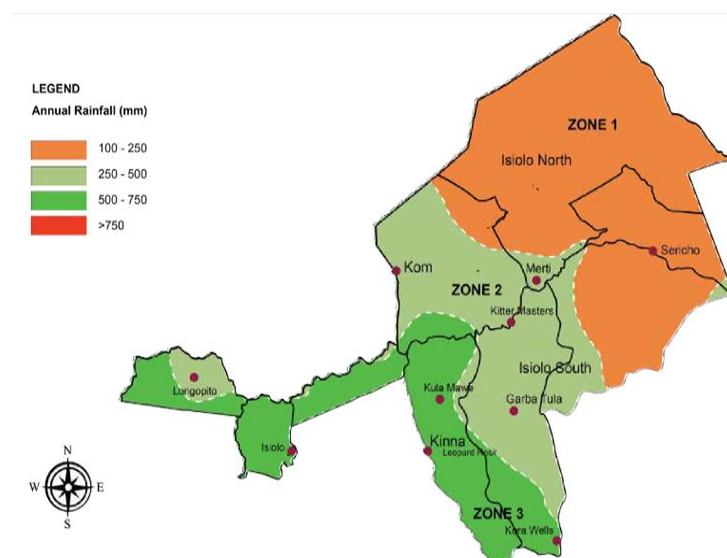 LEGEND
Annual Rainfall (mm)
100 - 250
250 - 500
500 - 750
>750
ZONE 1
Isiolo North
Sericho
Kom
Merti
ZONE 2
Kitter Masters
Isiolo South
Lungopito
Kula Mawe
Garba Tula
Isiolo
Kinna
Leopard Rock
ZONE 3
Kora Wells
N
W
E
S